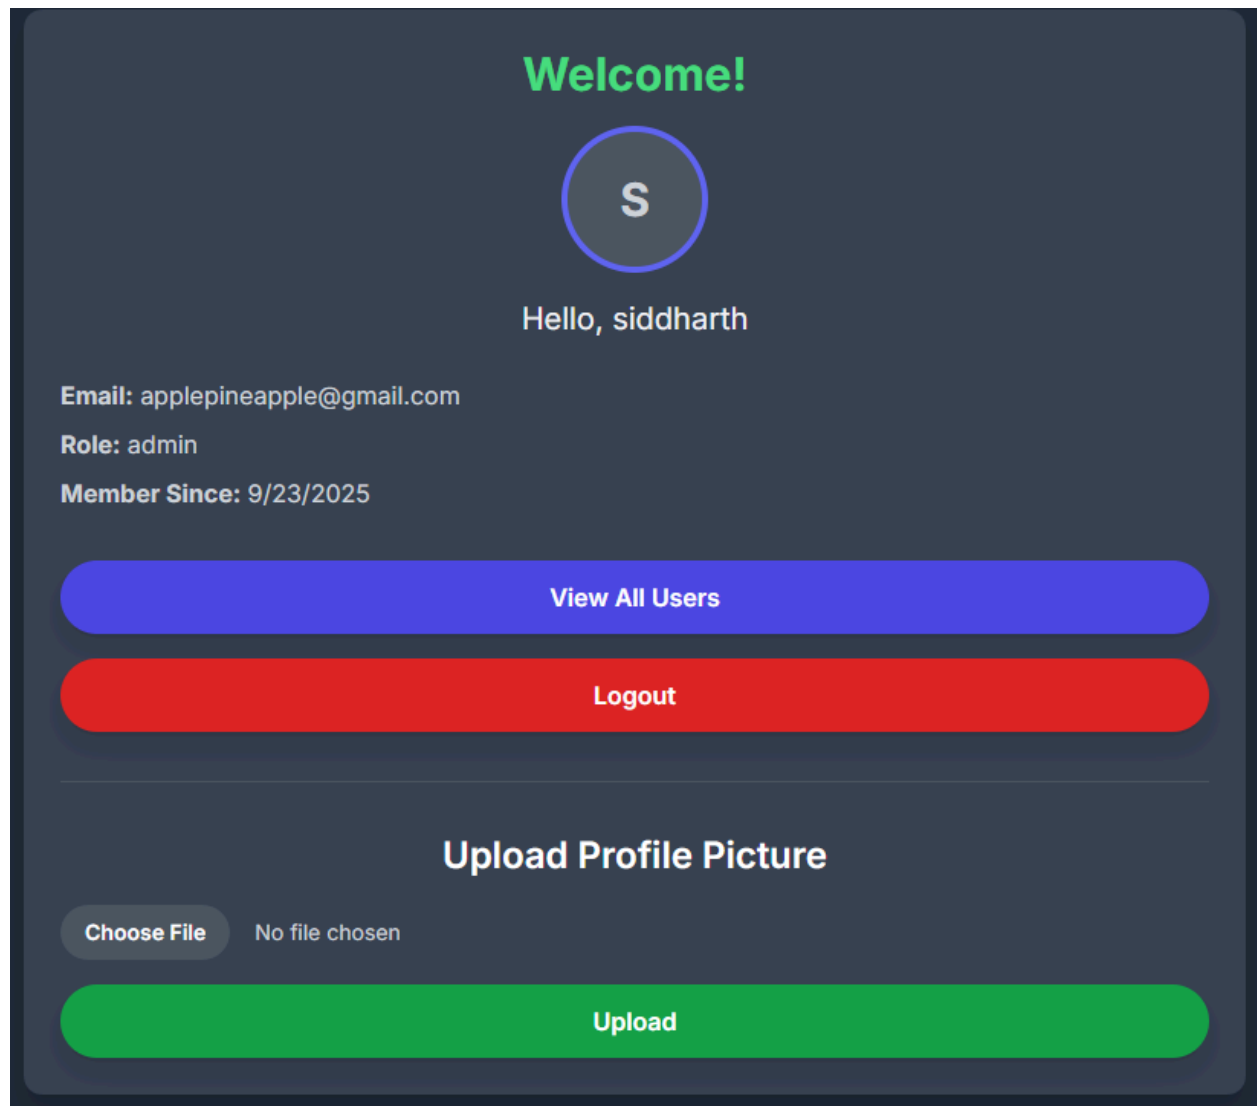 Welcome!
S
Hello, siddharth
Email: applepineapple@gmail.com
Role: admin
Member Since: 9/23/2025
View All Users
Logout
Upload Profile Picture
Choose File No file chosen
Upload